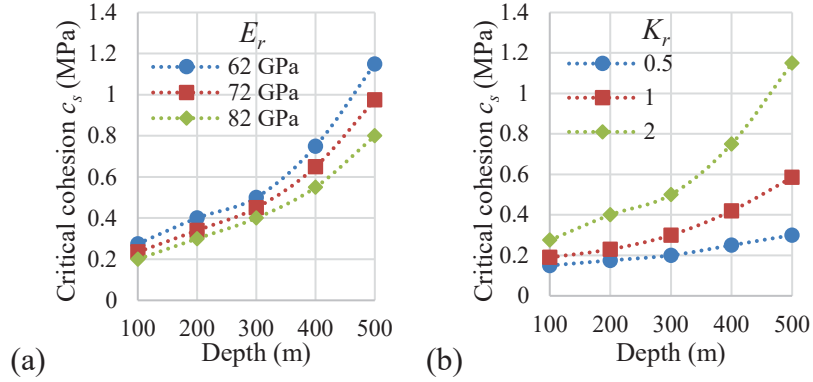 Critical cohesion c_s (MPa)
1.4
1.2
1
0.8
0.6
0.4
0.2
0
E_r
62 GPa
72 GPa
82 GPa
100 200 300 400 500
Depth (m)
(a)
Critical cohesion c_s (MPa)
1.4
1.2
1
0.8
0.6
0.4
0.2
0
K_r
0.5
1
2
100 200 300 400 500
Depth (m)
(b)